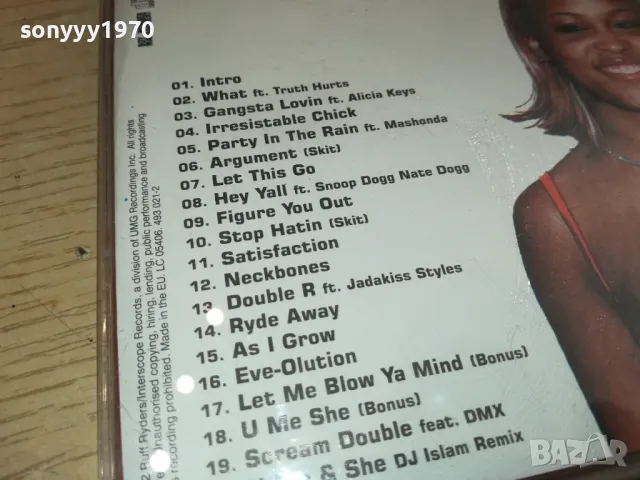 sonyyy1970
01. Intro
02. What ft. Truth Hurts
03. Gangsta Lovin ft. Alicia Keys
04. Irresistable Chick
05. Party In The Rain ft. Mashonda
06. Argument (Skit)
07. Let This Go
08. Hey Yall ft. Snoop Dogg Nate Dogg
09. Figure You Out
10. Stop Hatin (Skit)
11. Satisfaction
12. Neckbones
13 Double R ft. Jadakiss Styles
14. Ryde Away
15. As I Grow
16. Eve-Olution
17. Let Me Blow Ya Mind (Bonus)
18. U Me She (Bonus)
19. Scream Double feat. DMX
& She DJ Islam Remix
2 Ruff Ryders/Interscope Records, a division of UMG Recordings Inc. All rights
unauthorised copying, hiring, lending, public performance and broadcasting
recording prohibited. Made in the EU. LC 05406. 493 021-2
BAZAR